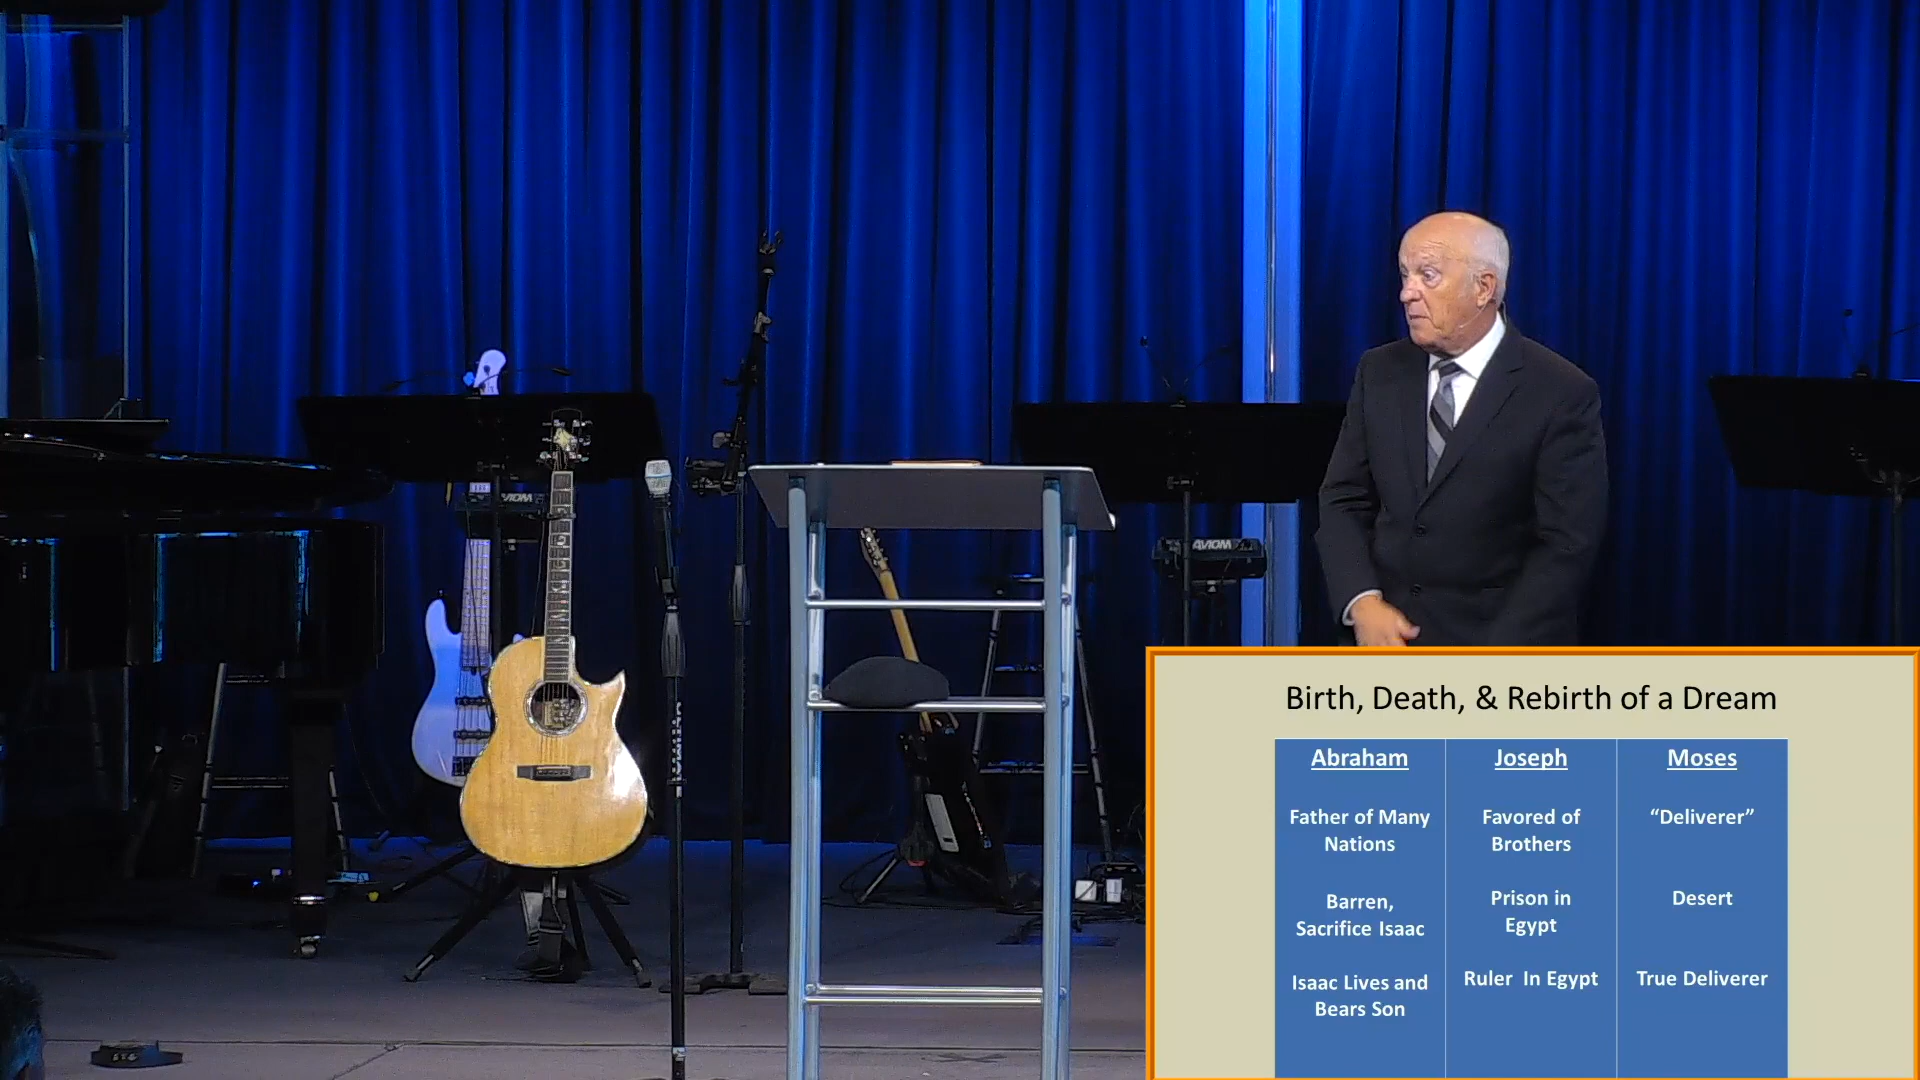 AVIOM
AVIOM
Birth, Death, & Rebirth of a Dream
Abraham
Joseph
Moses
Father of Many
Nations
Favored of
Brothers
“Deliverer”
Barren,
Sacrifice Isaac
Prison in
Egypt
Desert
Isaac Lives and
Bears Son
Ruler In Egypt
True Deliverer